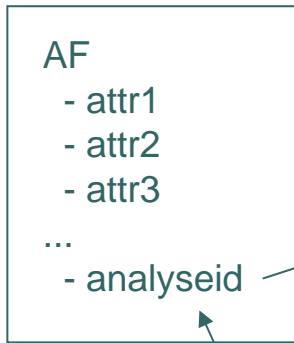 AF
- attr1
- attr2
- attr3
...
- analyseid